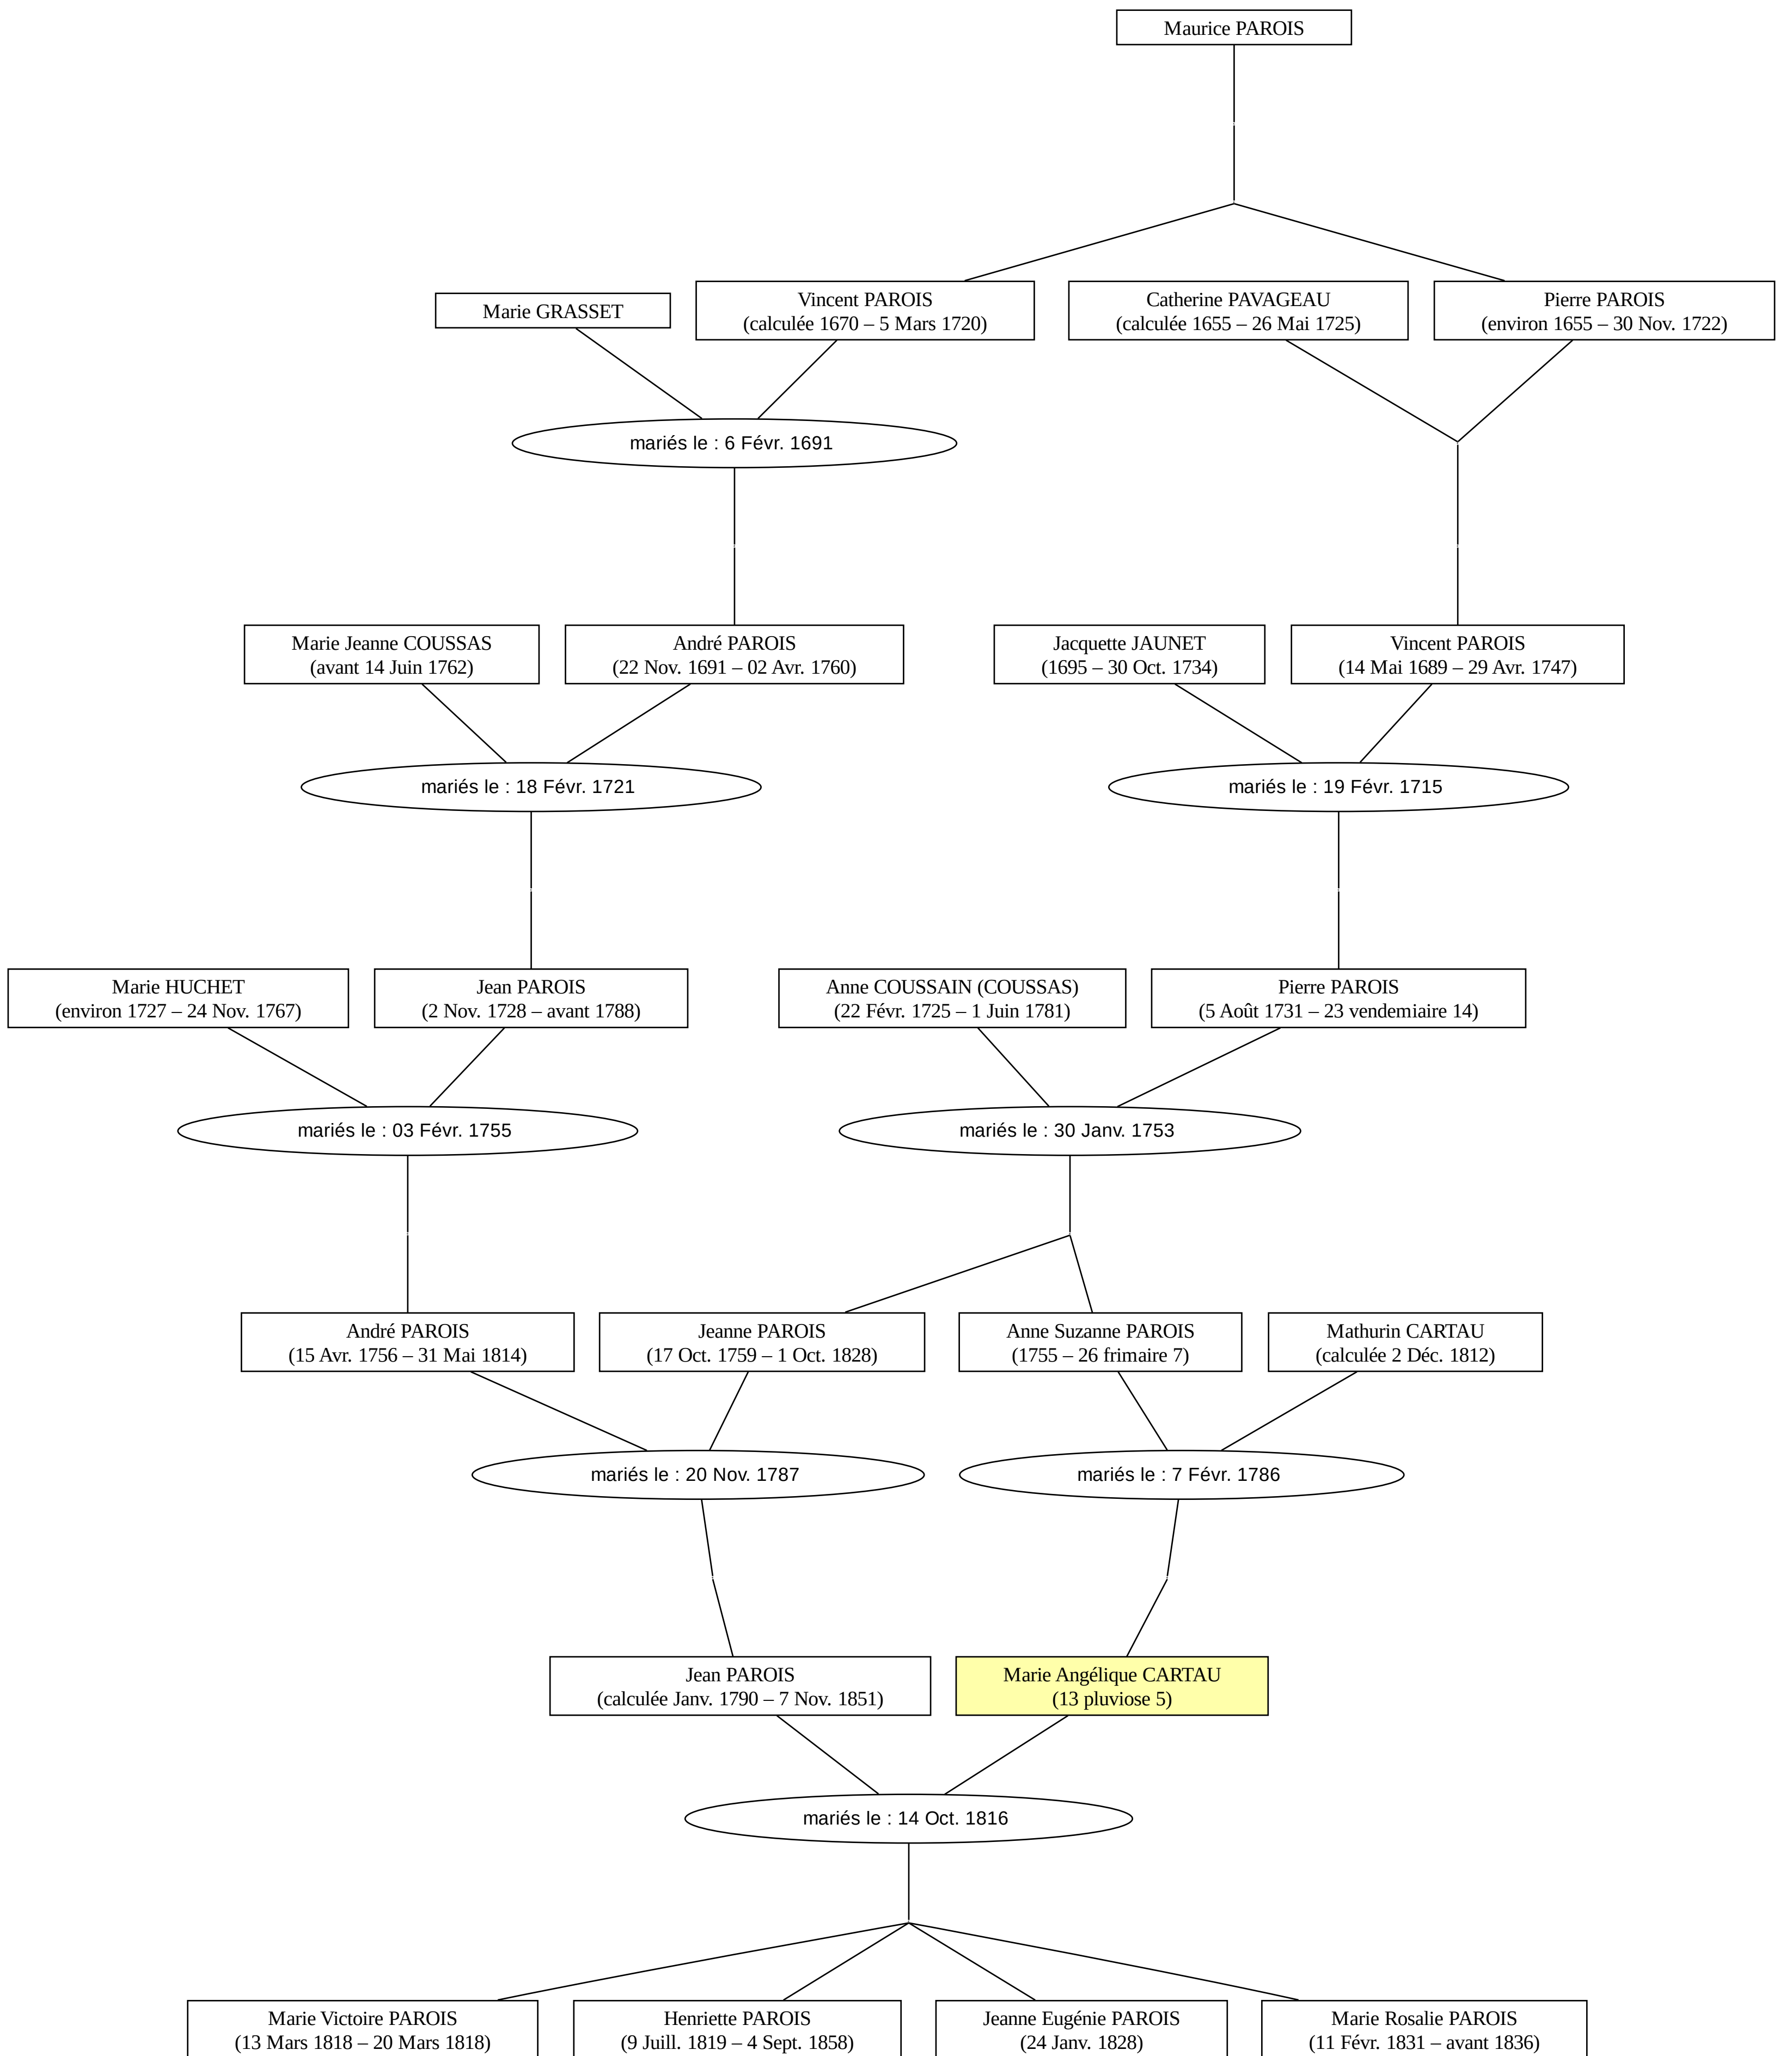 Maurice PAROIS
Marie GRASSET
Vincent PAROIS
(calculée 1670 – 5 Mars 1720)
Catherine PAVAGEAU
(calculée 1655 – 26 Mai 1725)
Pierre PAROIS
(environ 1655 – 30 Nov. 1722)
mariés le : 6 Févr. 1691
Marie Jeanne COUSSAS
(avant 14 Juin 1762)
André PAROIS
(22 Nov. 1691 – 02 Avr. 1760)
Jacquette JAUNET
(1695 – 30 Oct. 1734)
Vincent PAROIS
(14 Mai 1689 – 29 Avr. 1747)
mariés le : 18 Févr. 1721
mariés le : 19 Févr. 1715
Marie HUCHET
(environ 1727 – 24 Nov. 1767)
Jean PAROIS
(2 Nov. 1728 – avant 1788)
Anne COUSSAIN (COUSSAS)
(22 Févr. 1725 – 1 Juin 1781)
Pierre PAROIS
(5 Août 1731 – 23 vendemiaire 14)
mariés le : 03 Févr. 1755
mariés le : 30 Janv. 1753
André PAROIS
(15 Avr. 1756 – 31 Mai 1814)
Jeanne PAROIS
(17 Oct. 1759 – 1 Oct. 1828)
Anne Suzanne PAROIS
(1755 – 26 frimaire 7)
Mathurin CARTAU
(calculée 2 Déc. 1812)
mariés le : 20 Nov. 1787
mariés le : 7 Févr. 1786
Jean PAROIS
(calculée Janv. 1790 – 7 Nov. 1851)
Marie Angélique CARTAU
(13 pluviose 5)
mariés le : 14 Oct. 1816
Marie Victoire PAROIS
(13 Mars 1818 – 20 Mars 1818)
Henriette PAROIS
(9 Juill. 1819 – 4 Sept. 1858)
Jeanne Eugénie PAROIS
(24 Janv. 1828)
Marie Rosalie PAROIS
(11 Févr. 1831 – avant 1836)